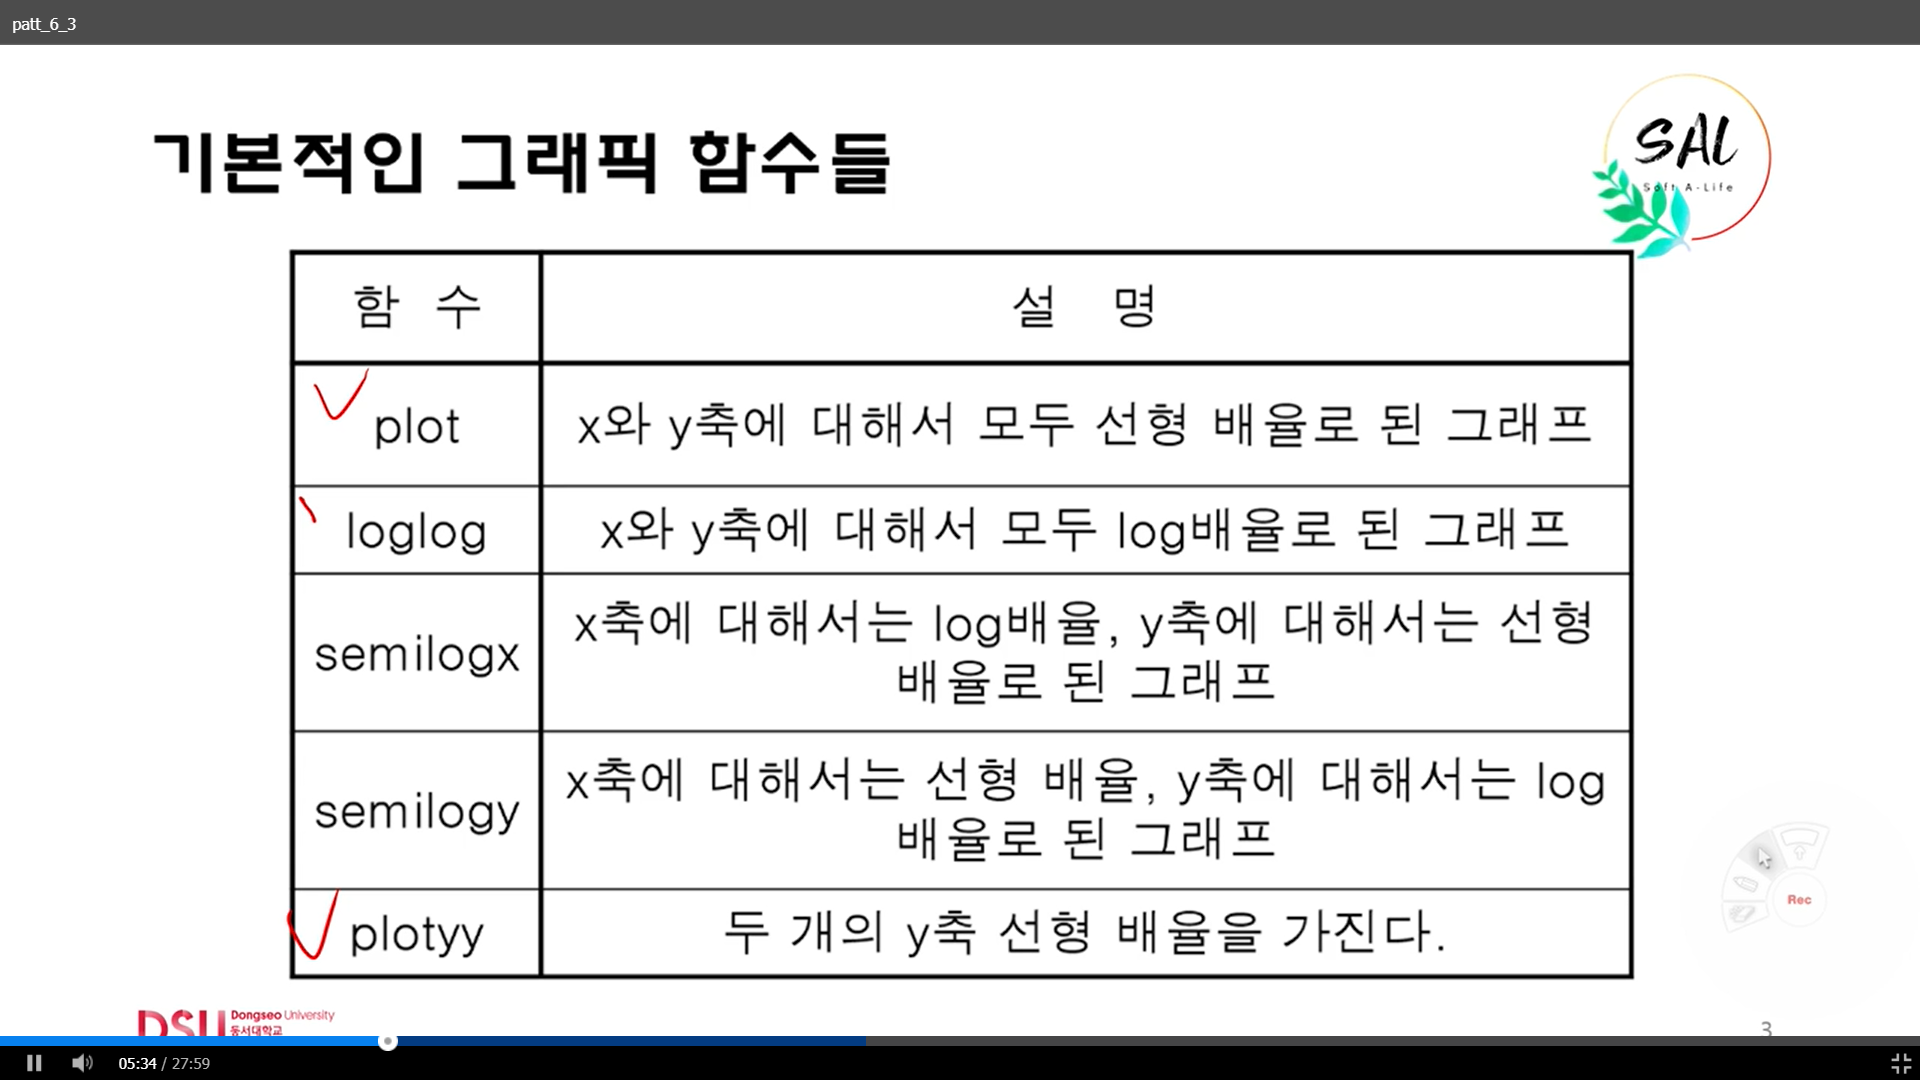 patt_6_3
기본적인 그래픽 함수들
SAL
Soft A-Life
함 수
설 명
plot
x와 y축에 대해서 모두 선형 배율로 된 그래프
loglog
x와 y축에 대해서 모두 log배율로 된 그래프
semilogx
x축에 대해서는 log배율, y축에 대해서는 선형
배율로 된 그래프
semilogy
x축에 대해서는 선형 배율, y축에 대해서는 log
배율로 된 그래프
plotyy
두 개의 y축 선형 배율을 가진다.
Rec
DSU
Dongseo University
동서대학교
3
05:34 / 27:59